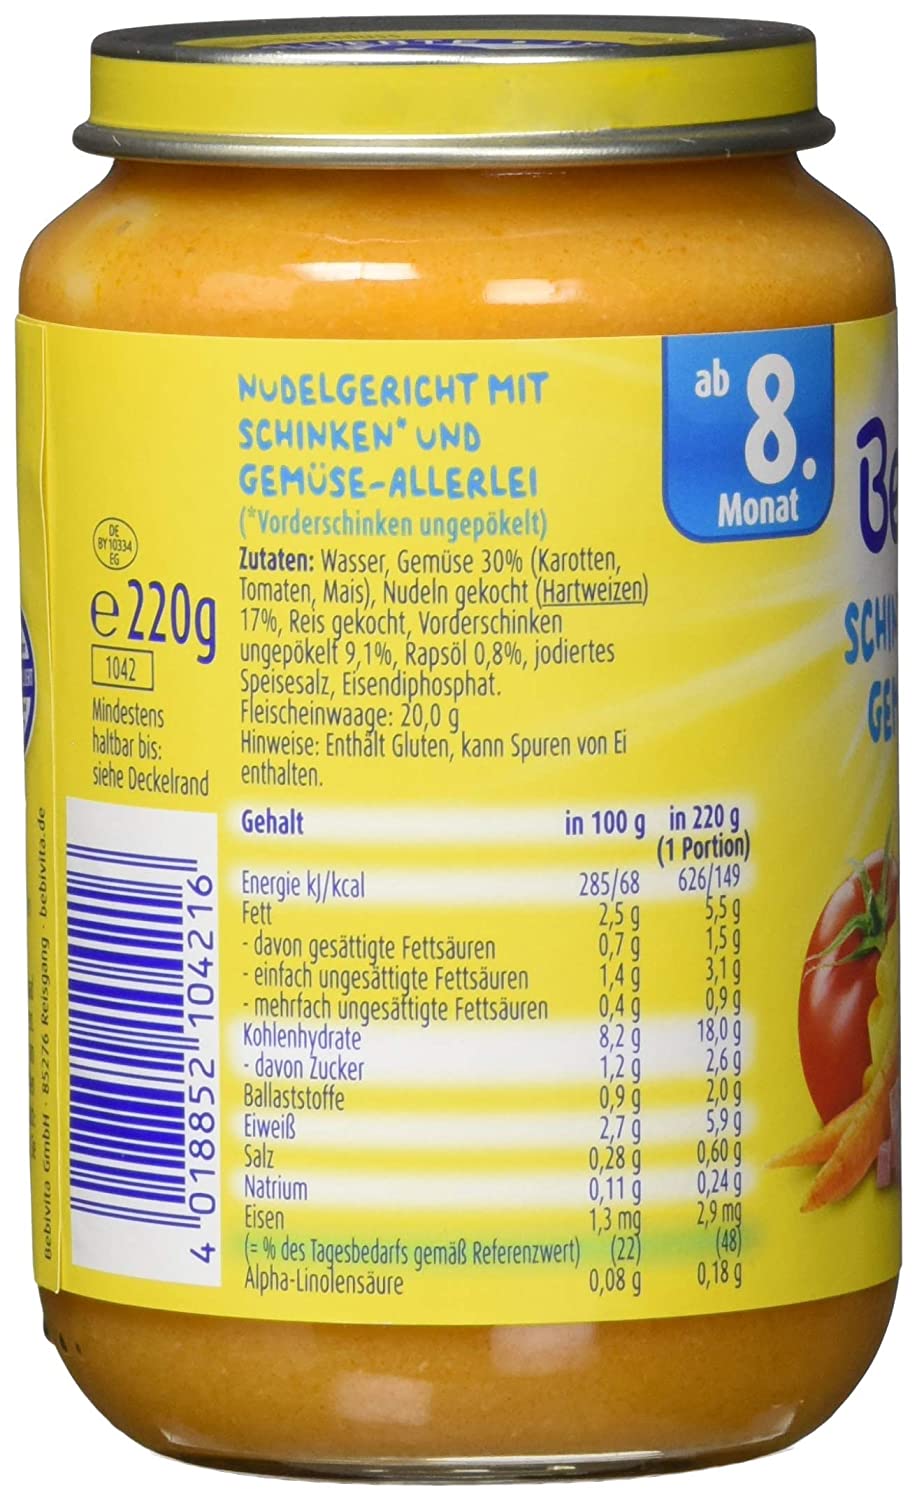 NUDELGERICHT MIT
SCHINKEN* UND
GEMÜSE-ALLERLEI
(*Vorderschinken ungepökelt)
Zutaten: Wasser, Gemüse 30% (Karotten,
Tomaten, Mais), Nudeln gekocht (Hartweizen)
17%, Reis gekocht, Vorderschinken
ungepökelt 9,1%, Rapsöl 0,8%, jodiertes
Speisesalz, Eisendiphosphat.
Fleischeinwaage: 20,0 g
Hinweise: Enthält Gluten, kann Spuren von Ei
enthalten.
Gehalt in 100 g in 220 g
(1 Portion)
Energie kJ/kcal 285/68 626/149
Fett 2,5 g 5,5 g
- davon gesättigte Fettsäuren 0,7 g 1,5 g
- einfach ungesättigte Fettsäuren 1,4 g 3,1 g
- mehrfach ungesättigte Fettsäuren 0,4 g 0,9 g
Kohlenhydrate 8,2 g 18,0 g
- davon Zucker 1,2 g 2,6 g
Ballaststoffe 0,9 g 2,0 g
Eiweiß 2,7 g 5,9 g
Salz 0,28 g 0,60 g
Natrium 0,11 g 0,24 g
Eisen 1,3 mg 2,9 mg
(= % des Tagesbedarfs gemäß Referenzwert) (22) (48)
Alpha-Linolensäure 0,08 g 0,18 g
ab 8.
Monat
Be
SCHIN
GEM
DE
BY 10334
EG
e 220g
1042
Mindestens
haltbar bis:
siehe Deckelrand
4 018852 104216
Bebivita GmbH · 85276 Reisgang · bebivita.de